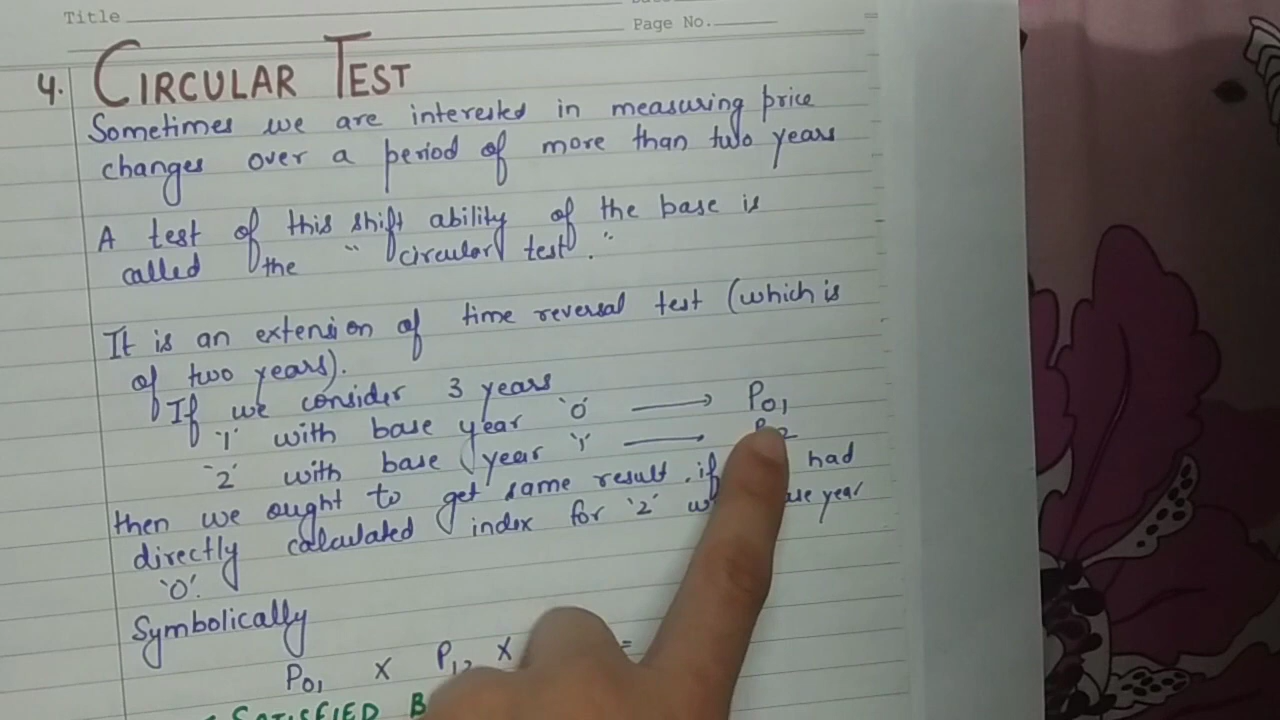 Title
Page No.
4. CIRCULAR TEST
Sometimes we are interested in measuring price
changes over a period of more than two years
A test of this shift ability of the base is
called the "circular test."
It is an extension of time reversal test (which is
of two years).
If we consider 3 years
'1' with base year '0' → P01
'2' with base year '1' →
then we ought to get same result if had
directly calculated index for '2' year
'0'.
Symbolically
P01 X P12 X =
SATISFIED B